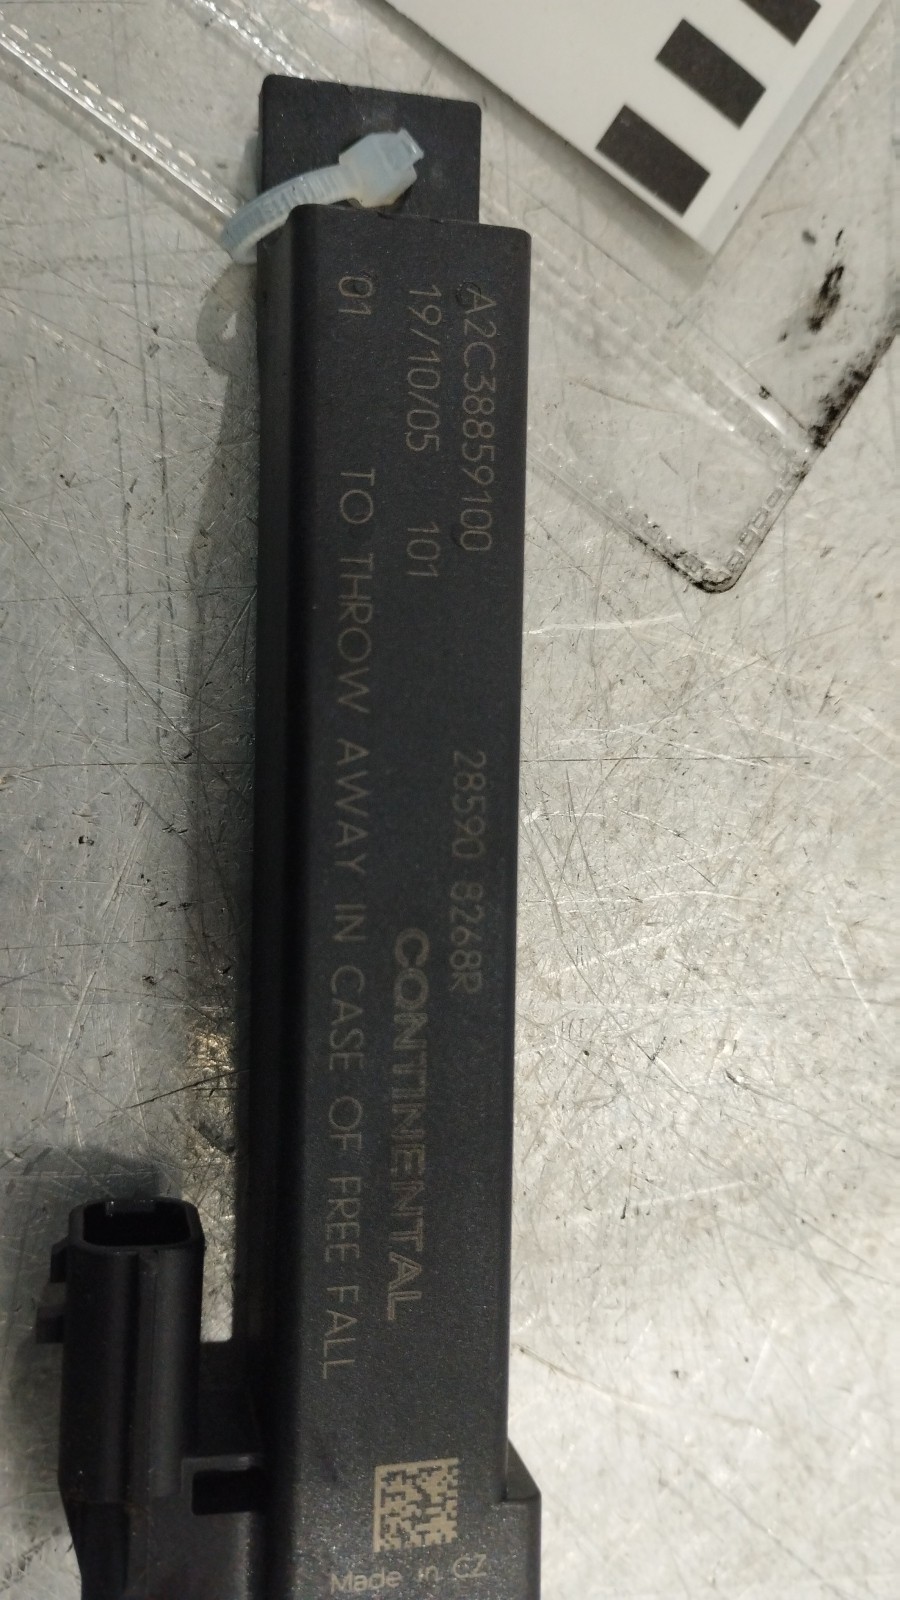 A2C38859100
19/10/05 101
01 TO THROW AWAY IN CASE OF FREE FALL
28590 8268R
CONTINENTAL
Made in CZ